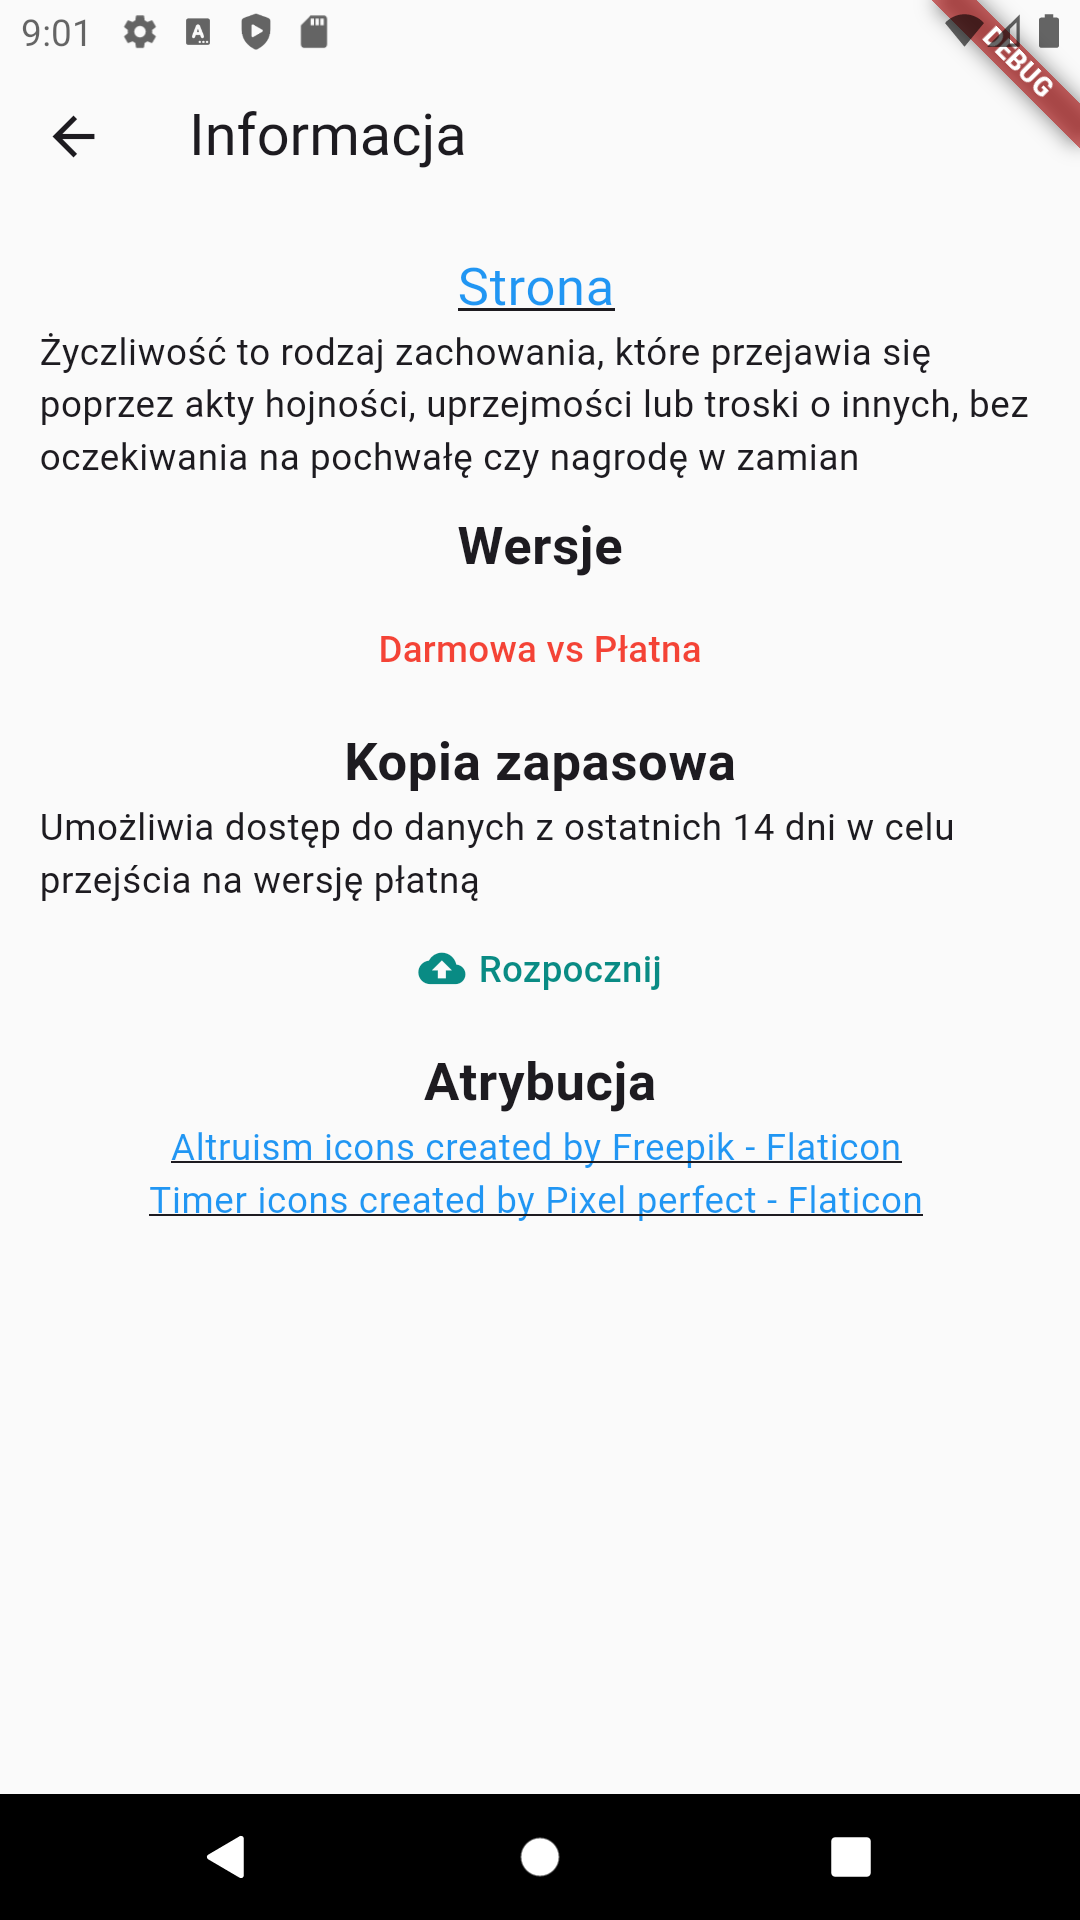 9:01
DEBUG
Informacja
Strona
Życzliwość to rodzaj zachowania, które przejawia się
poprzez akty hojności, uprzejmości lub troski o innych, bez
oczekiwania na pochwałę czy nagrodę w zamian
Wersje
Darmowa vs Płatna
Kopia zapasowa
Umożliwia dostęp do danych z ostatnich 14 dni w celu
przejścia na wersję płatną
Rozpocznij
Atrybucja
Altruism icons created by Freepik - Flaticon
Timer icons created by Pixel perfect - Flaticon